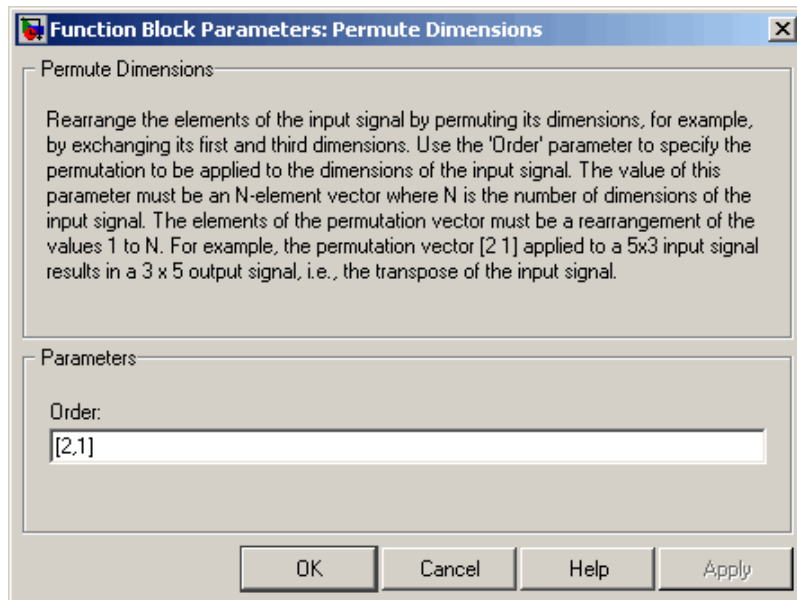 Function Block Parameters: Permute Dimensions
Permute Dimensions
Rearrange the elements of the input signal by permuting its dimensions, for example,
by exchanging its first and third dimensions. Use the 'Order' parameter to specify the
permutation to be applied to the dimensions of the input signal. The value of this
parameter must be an N-element vector where N is the number of dimensions of the
input signal. The elements of the permutation vector must be a rearrangement of the
values 1 to N. For example, the permutation vector [2 1] applied to a 5x3 input signal
results in a 3 x 5 output signal, i.e., the transpose of the input signal.
Parameters
Order:
[2,1]
OK Cancel Help Apply